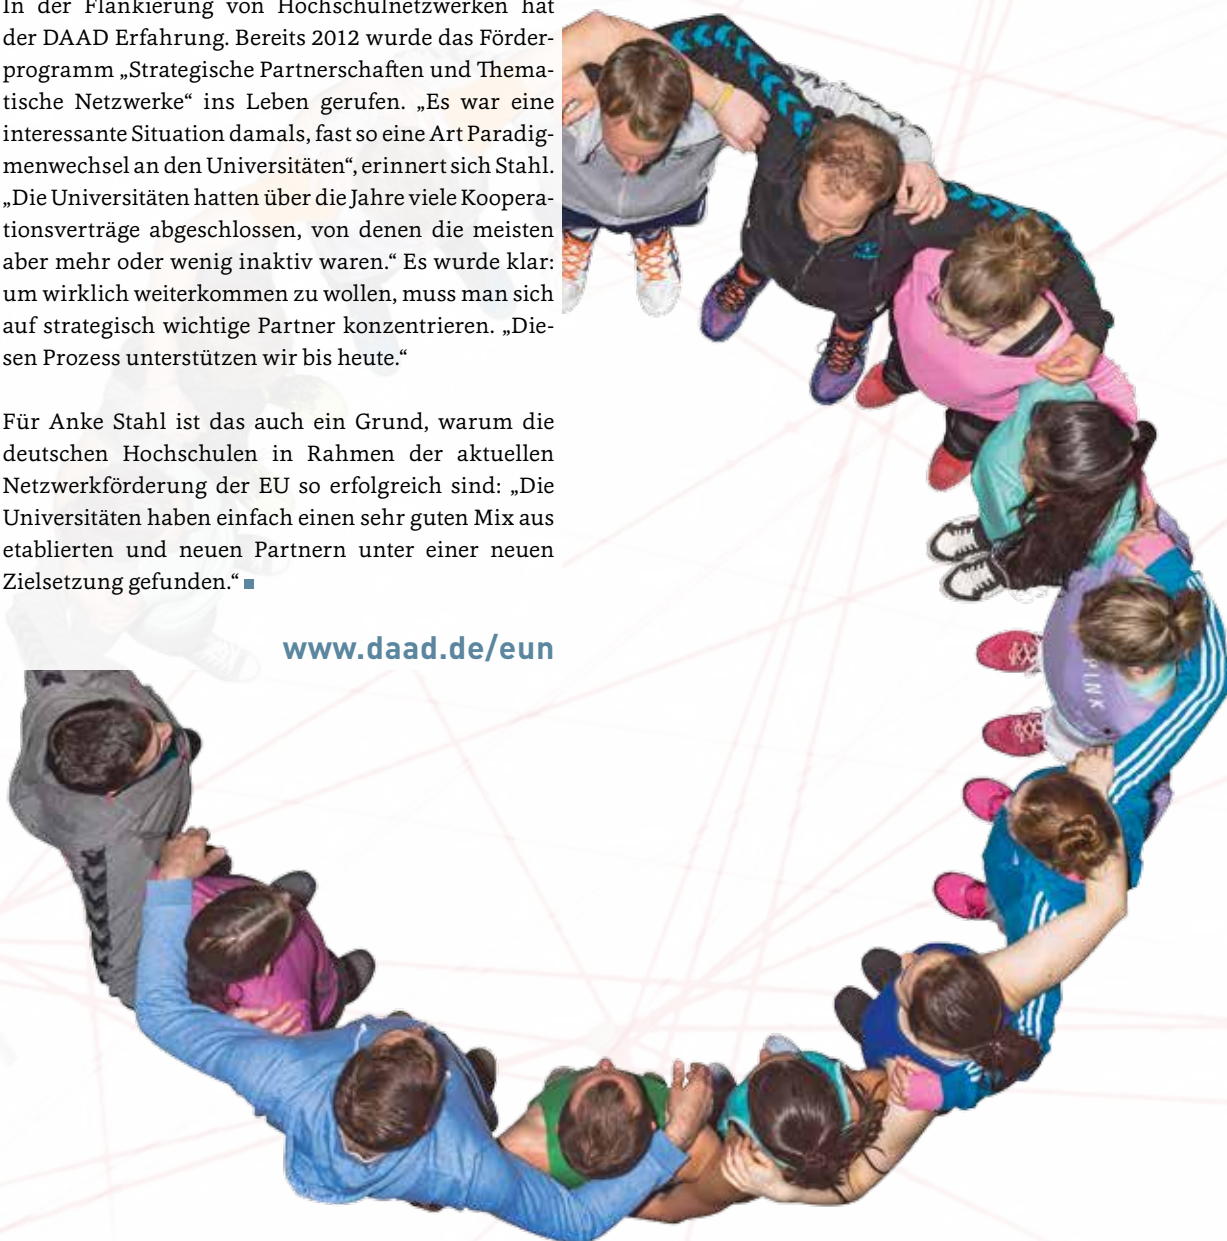 In der Flankierung von Hochschulnetzwerken hat
der DAAD Erfahrung. Bereits 2012 wurde das Förder-
programm „Strategische Partnerschaften und Thema-
tische Netzwerke“ ins Leben gerufen. „Es war eine
interessante Situation damals, fast so eine Art Paradig-
menwechsel an den Universitäten“, erinnert sich Stahl.
„Die Universitäten hatten über die Jahre viele Koopera-
tionsverträge abgeschlossen, von denen die meisten
aber mehr oder wenig inaktiv waren.“ Es wurde klar:
um wirklich weiterkommen zu wollen, muss man sich
auf strategisch wichtige Partner konzentrieren. „Die-
sen Prozess unterstützen wir bis heute.“
Für Anke Stahl ist das auch ein Grund, warum die
deutschen Hochschulen in Rahmen der aktuellen
Netzwerkförderung der EU so erfolgreich sind: „Die
Universitäten haben einfach einen sehr guten Mix aus
etablierten und neuen Partnern unter einer neuen
Zielsetzung gefunden.“ ■
www.daad.de/eun
PINK